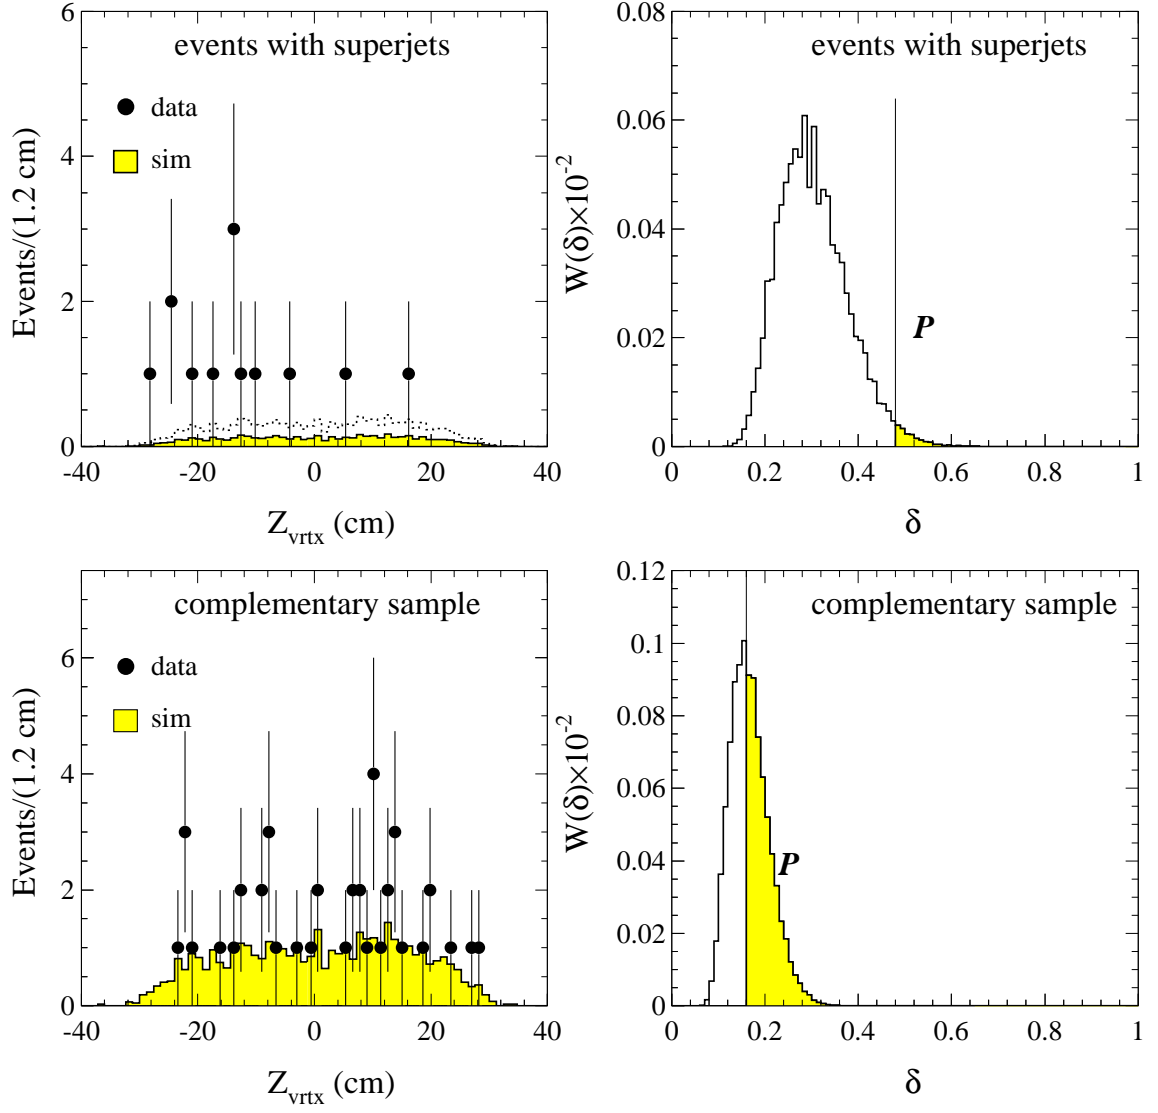 events with superjets
data
sim
Events/(1.2 cm)
0
2
4
6
-40
-20
0
20
40
Z_vrtx (cm)
events with superjets
P
W(δ)×10^-2
0
0.02
0.04
0.06
0.08
0
0.2
0.4
0.6
0.8
1
δ
complementary sample
data
sim
Events/(1.2 cm)
0
2
4
6
-40
-20
0
20
40
Z_vrtx (cm)
complementary sample
P
W(δ)×10^-2
0
0.02
0.04
0.06
0.08
0.1
0.12
0
0.2
0.4
0.6
0.8
1
δ